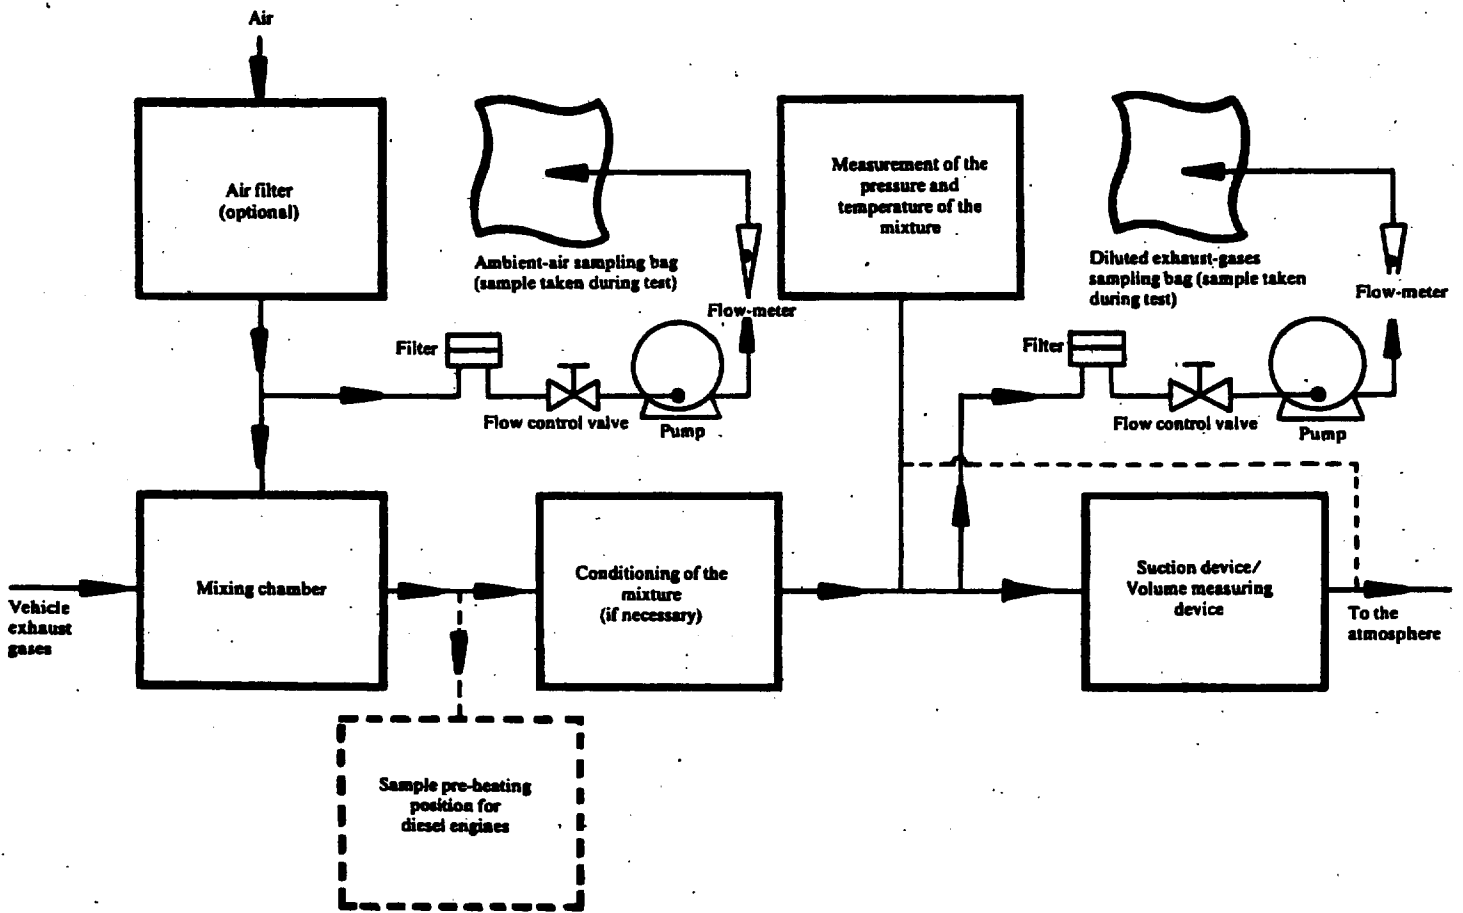 Air
Air filter
(optional)
Ambient-air sampling bag
(sample taken during test)
Flow-meter
Filter
Flow control valve
Pump
Measurement of the
pressure and
temperature of the
mixture
Diluted exhaust-gases
sampling bag (sample taken
during test)
Flow-meter
Filter
Flow control valve
Pump
Vehicle
exhaust
gases
Mixing chamber
Conditioning of the
mixture
(if necessary)
Suction device/
Volume measuring
device
To the
atmosphere
Sample pre-heating
position for
diesel engines